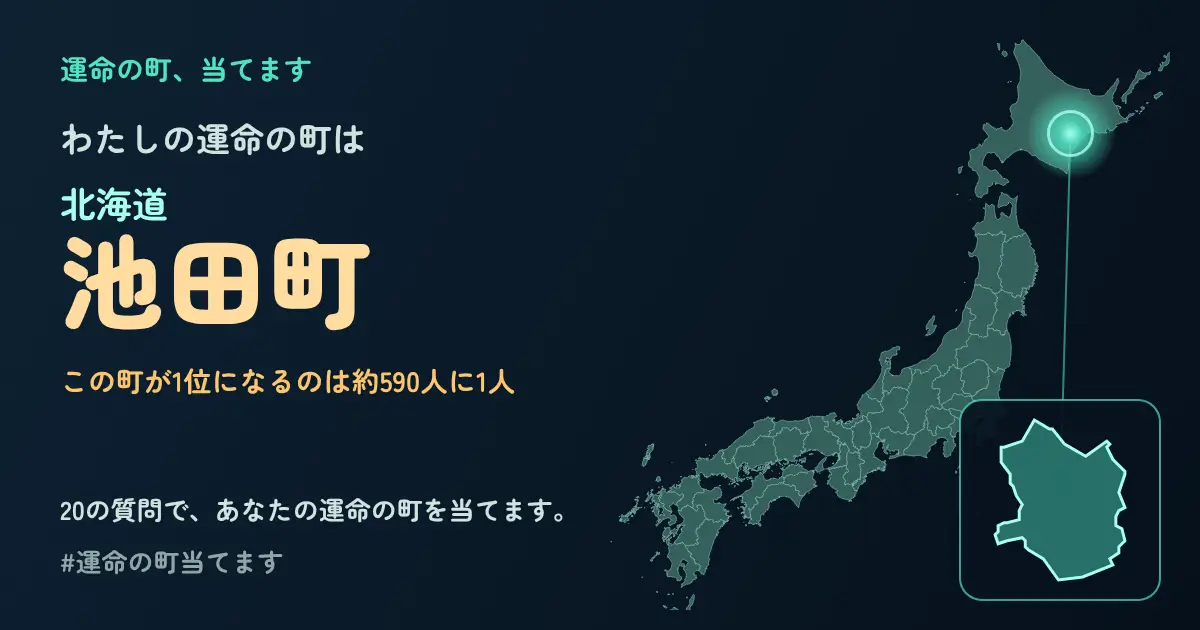 運命の町、当てます
わたしの運命の町は
北海道
池田町
この町が1位になるのは約590人に1人
20の質問で、あなたの運命の町を当てます。
#運命の町当てます